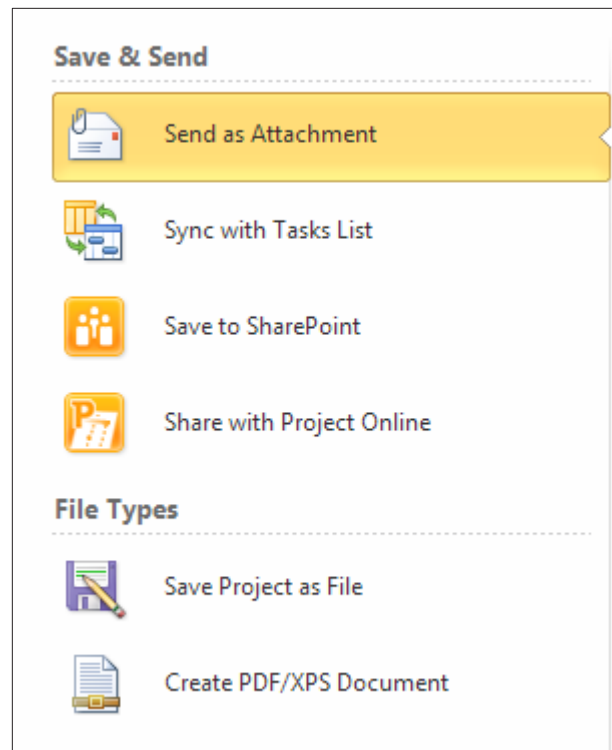 Save & Send
Send as Attachment
Sync with Tasks List
Save to SharePoint
Share with Project Online
File Types
Save Project as File
Create PDF/XPS Document